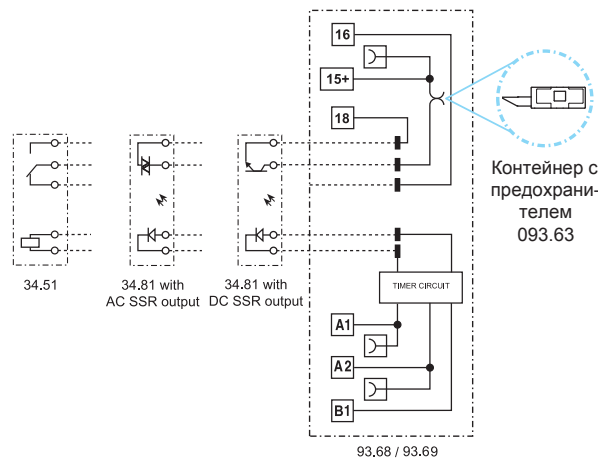 16
15+
18
Контейнер с
предохрани-
телем
093.63
34.51
34.81 with
AC SSR output
34.81 with
DC SSR output
TIMER CIRCUIT
A1
A2
B1
93.68 / 93.69